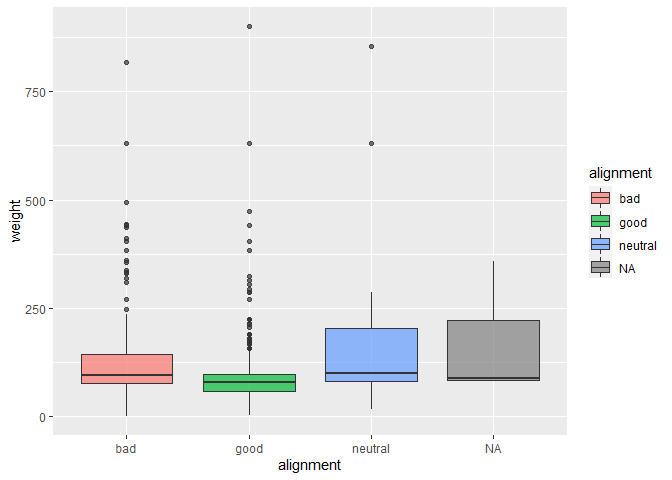 750
500
250
0
weight
bad good neutral NA
alignment
alignment
bad
good
neutral
NA